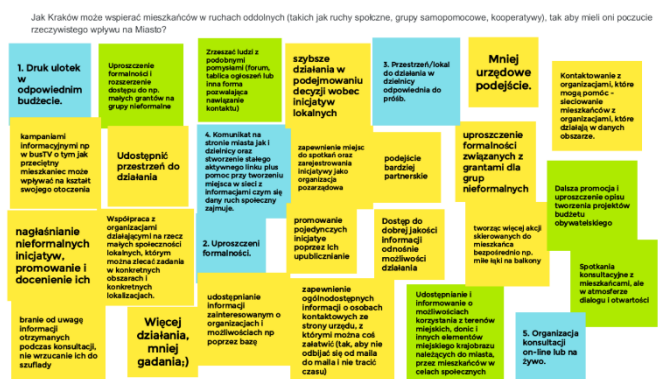 Jak Kraków może wspierać mieszkańców w ruchach oddolnych (takich jak ruchy społczne, grupy samopomocowe, kooperatywy), tak aby mieli oni poczucie
rzeczywistego wpływu na Miasto?
1. Druk ulotek
w
odpowiednim
budżecie.
Uproszczenie
formalności i
rozszerzenie
dostępu do np.
małych grantów na
grupy nieformalne
Zrzeszać ludzi z
podobnymi
pomysłami (forum,
tablica ogłoszeń lub
inna forma
pozwalająca
nawiązanie
kontaktu)
szybsze
działania w
podejmowaniu
decyzji wobec
inicjatyw
lokalnych
3. Przestrzeń/lokal
do działania w
dzielnicy
odpowiednia do
próśb.
Mniej
urzędowe
podejście.
Kontaktowanie z
organizacjami, które
mogą pomóc -
sieciowanie
mieszkańców z
organizacjami, które
działają w danych
obszarze.
kampaniami
informacyjnymi np
w busTV o tym jak
przeciętny
mieszkaniec może
wpływać na kształt
swojego otoczenia
Udostępnić
przestrzeń do
działania
4. Komunikat na
stronie miasta jak i
dzielnicy oraz
stworzenie stałego
aktywnego linku plus
pomoc przy tworzeniu
miejsca w sieci z
informacjami czym się
dany ruch społeczny
zajmuje.
zapewnienie miejsc
do spotkań oraz
zarejestrowania
inicjatywy jako
organizacja
pozarządowa
podejście
bardziej
partnerskie
uproszczenie
formalności
związanych z
grantami dla
grup
nieformalnych
Dalsza promocja i
uproszczenie opisu
tworzenia projektów
budżetu
obywatelskiego
nagłaśnianie
nieformalnych
inicjatyw,
promowanie i
docenienie ich
Współpraca z
organizacjami
działającymi na rzecz
małych społeczności
lokalnych, którym
można zlecać zadania
w konkretnych
obszarach i
konkretnych
lokalizacjach.
2. Uproszczeni
formalności.
promowanie
pojedynczych
inicjatyw
poprzez ich
upublicznianie
Dostęp do
dobrej jakości
informacji
odnośnie
możliwości
działania
tworząc więcej akcji
skierowanych do
mieszkańca
bezpośrednio np.
miłe łąki na balkony
Spotkania
konsultacyjne z
mieszkańcami, ale
w atmosferze
dialogu i otwartości
branie od uwagę
informacji
otrzymanych
podczas konsultacji,
nie wrzucanie ich do
szuflady
Więcej
działania,
mniej
gadania;)
udostępnianie
informacji
zainteresowanym o
organizacjach i
możliwościach np
poprzez bazę
zapewnienie
ogólnodostępnych
informacji o osobach
kontaktowych ze
strony urzędu, z
którymi można coś
załatwić (tak, aby nie
odbijać się od maila
do maila i nie tracić
czasu)
Udostępnianie i
informowanie o
możliwościach
korzystania z terenów
miejskich, donic i
innych elementów
miejskiego krajobrazu
należących do miasta,
przez mieszkańców w
celach społecznych
5. Organizacja
konsultacji
on-line lub na
żywo.